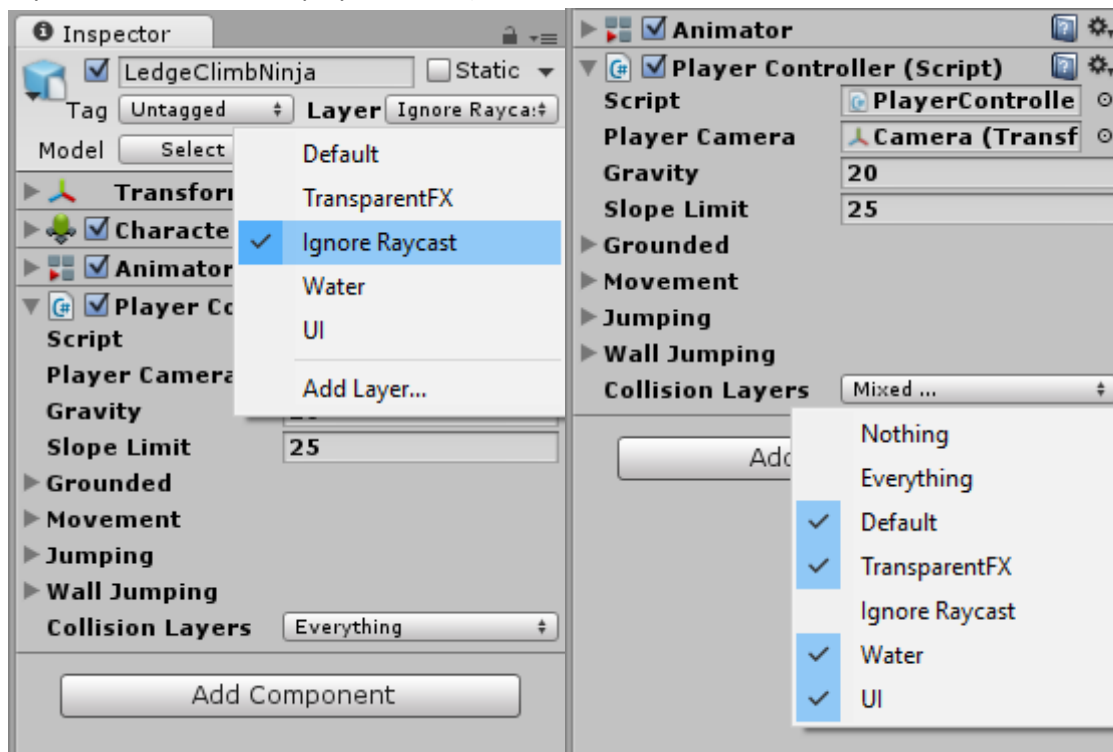 Inspector
LedgeClimbNinja Static
Tag Untagged Layer Ignore Rayca
Model Select
Default
Transfor
TransparentFX
Characte
Ignore Raycast
Animator
Water
Player Co
UI
Script
Player Camera
Add Layer...
Gravity
Slope Limit 25
Grounded
Movement
Jumping
Wall Jumping
Collision Layers Everything
Add Component
Animator
Player Controller (Script)
Script PlayerControlle
Player Camera Camera (Transf
Gravity 20
Slope Limit 25
Grounded
Movement
Jumping
Wall Jumping
Collision Layers Mixed ...
Nothing
Add
Everything
Default
TransparentFX
Ignore Raycast
Water
UI